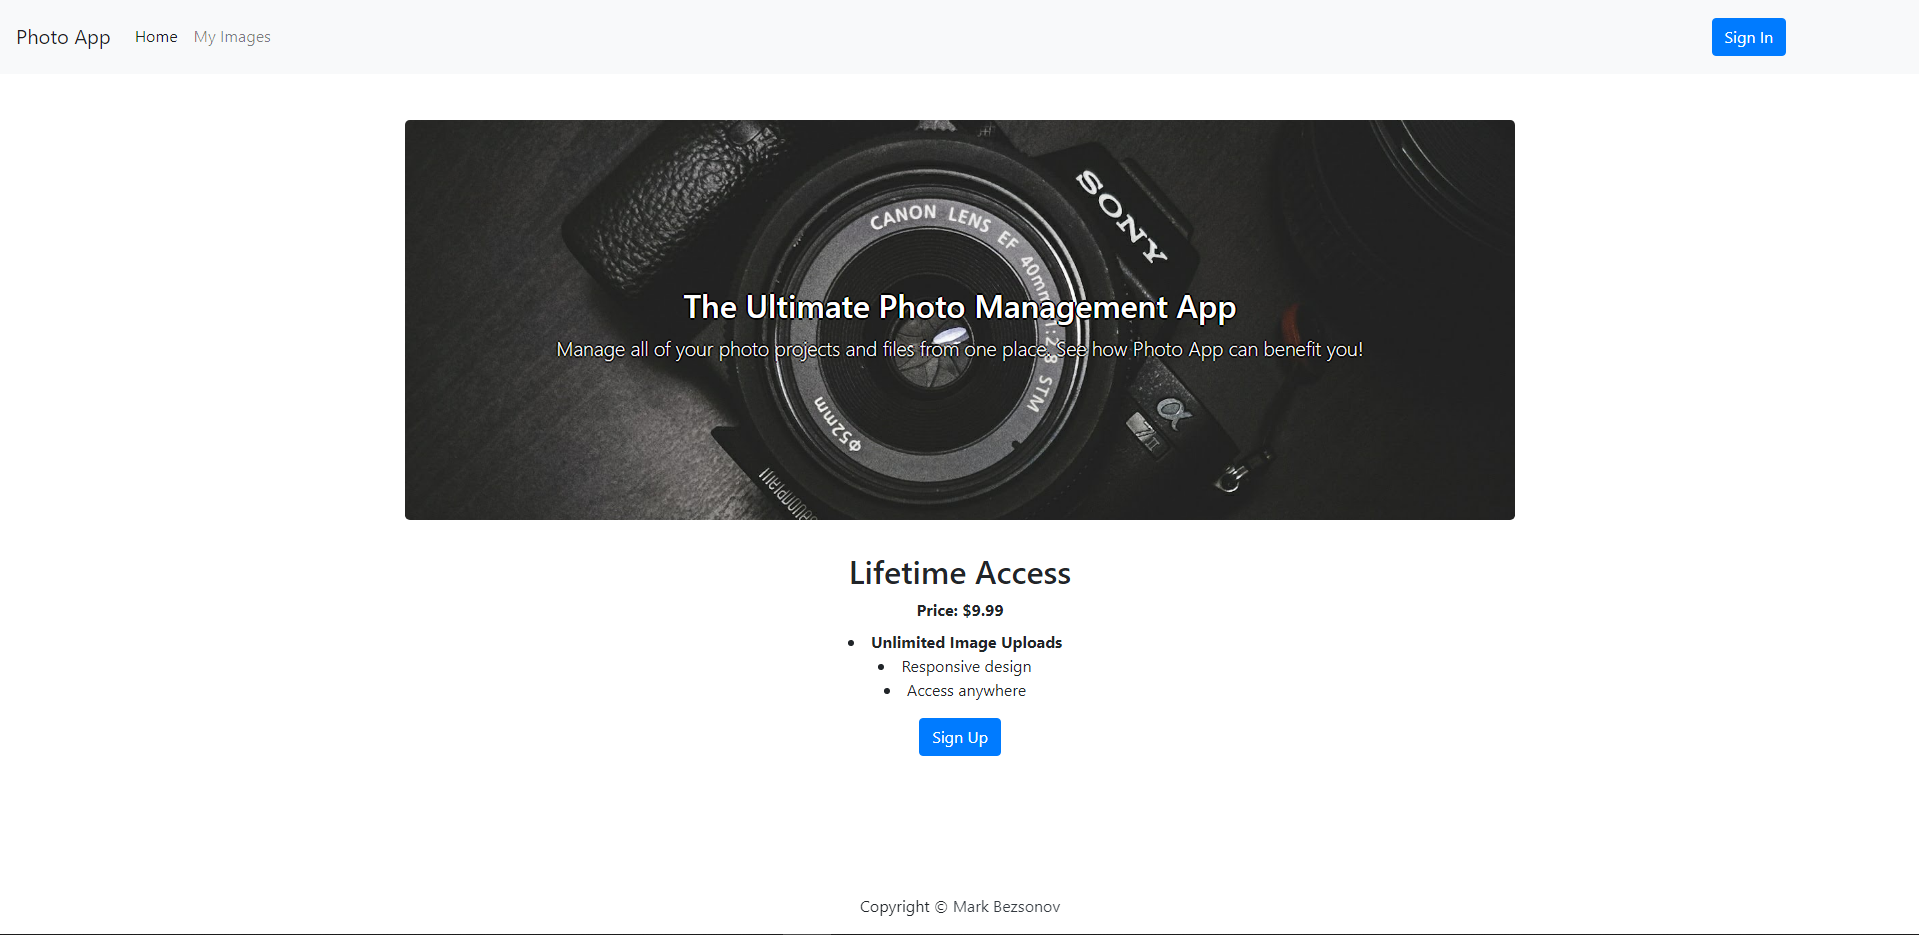 Photo App Home My Images Sign In
CANON LENS EF 40mm 1:2.8 STM
Φ52mm
SONY
α
7II
The Ultimate Photo Management App
Manage all of your photo projects and files from one place. See how Photo App can benefit you!
Lifetime Access
Price: $9.99
• Unlimited Image Uploads
• Responsive design
• Access anywhere
Sign Up
Copyright © Mark Bezsonov